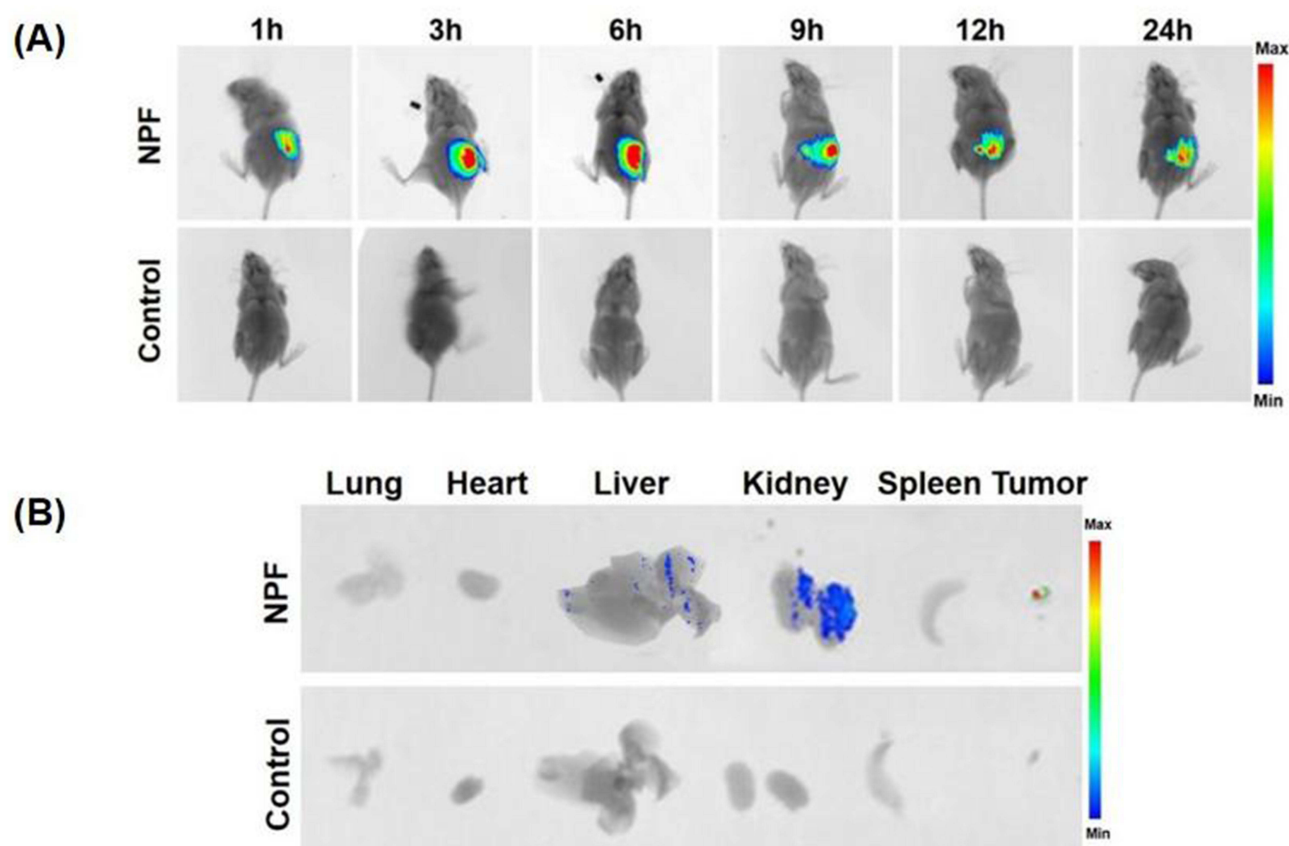 (A)
1h 3h 6h 9h 12h 24h
Max
NPF
Control
Min
(B)
Lung Heart Liver Kidney Spleen Tumor
Max
NPF
Control
Min